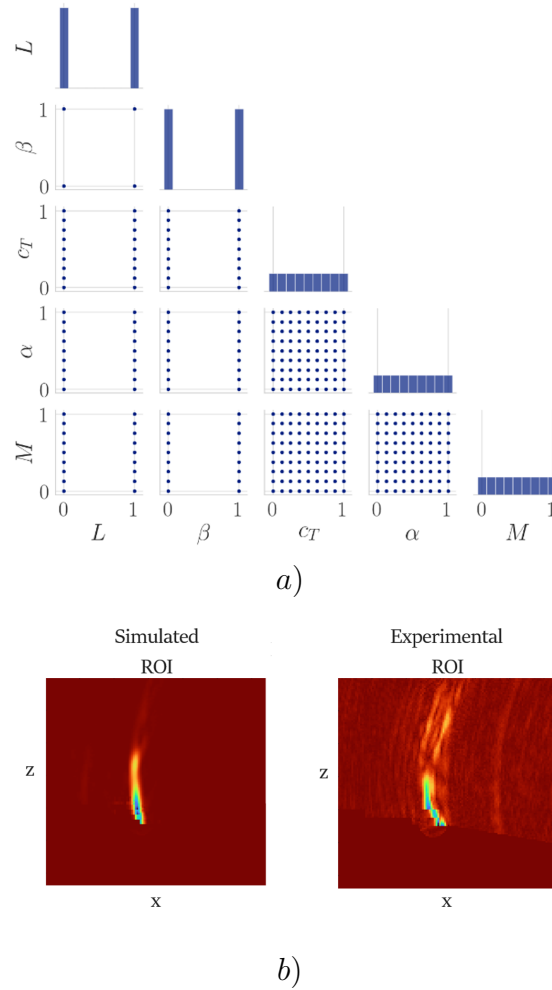 L
1
β
0
1
c_T
0
1
α
0
1
M
0
0 1 0 1 0 1 0 1 0 1
L β c_T α M
a)
Simulated Experimental
ROI ROI
z z
x x
b)